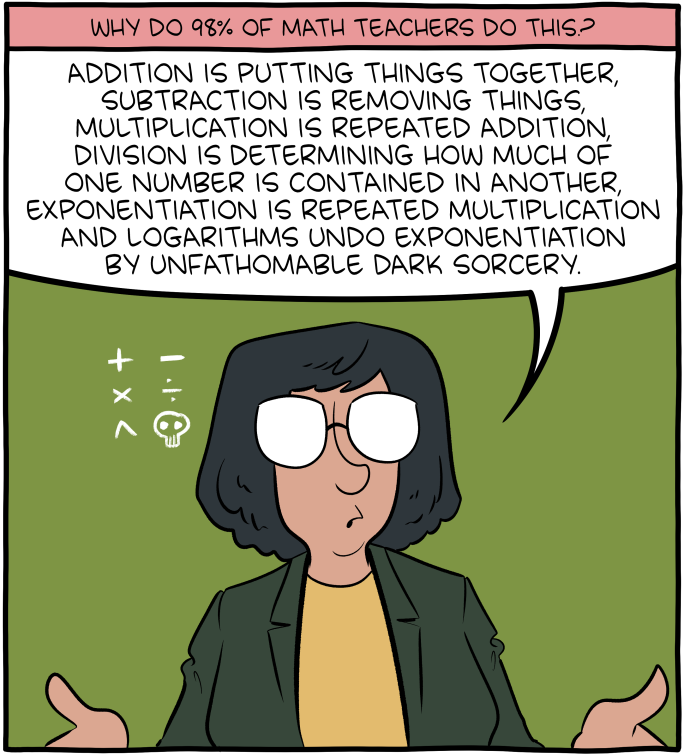 WHY DO 98% OF MATH TEACHERS DO THIS?
ADDITION IS PUTTING THINGS TOGETHER,
SUBTRACTION IS REMOVING THINGS,
MULTIPLICATION IS REPEATED ADDITION,
DIVISION IS DETERMINING HOW MUCH OF
ONE NUMBER IS CONTAINED IN ANOTHER,
EXPONENTIATION IS REPEATED MULTIPLICATION
AND LOGARITHMS UNDO EXPONENTIATION
BY UNFATHOMABLE DARK SORCERY.
+ −
× ÷
^